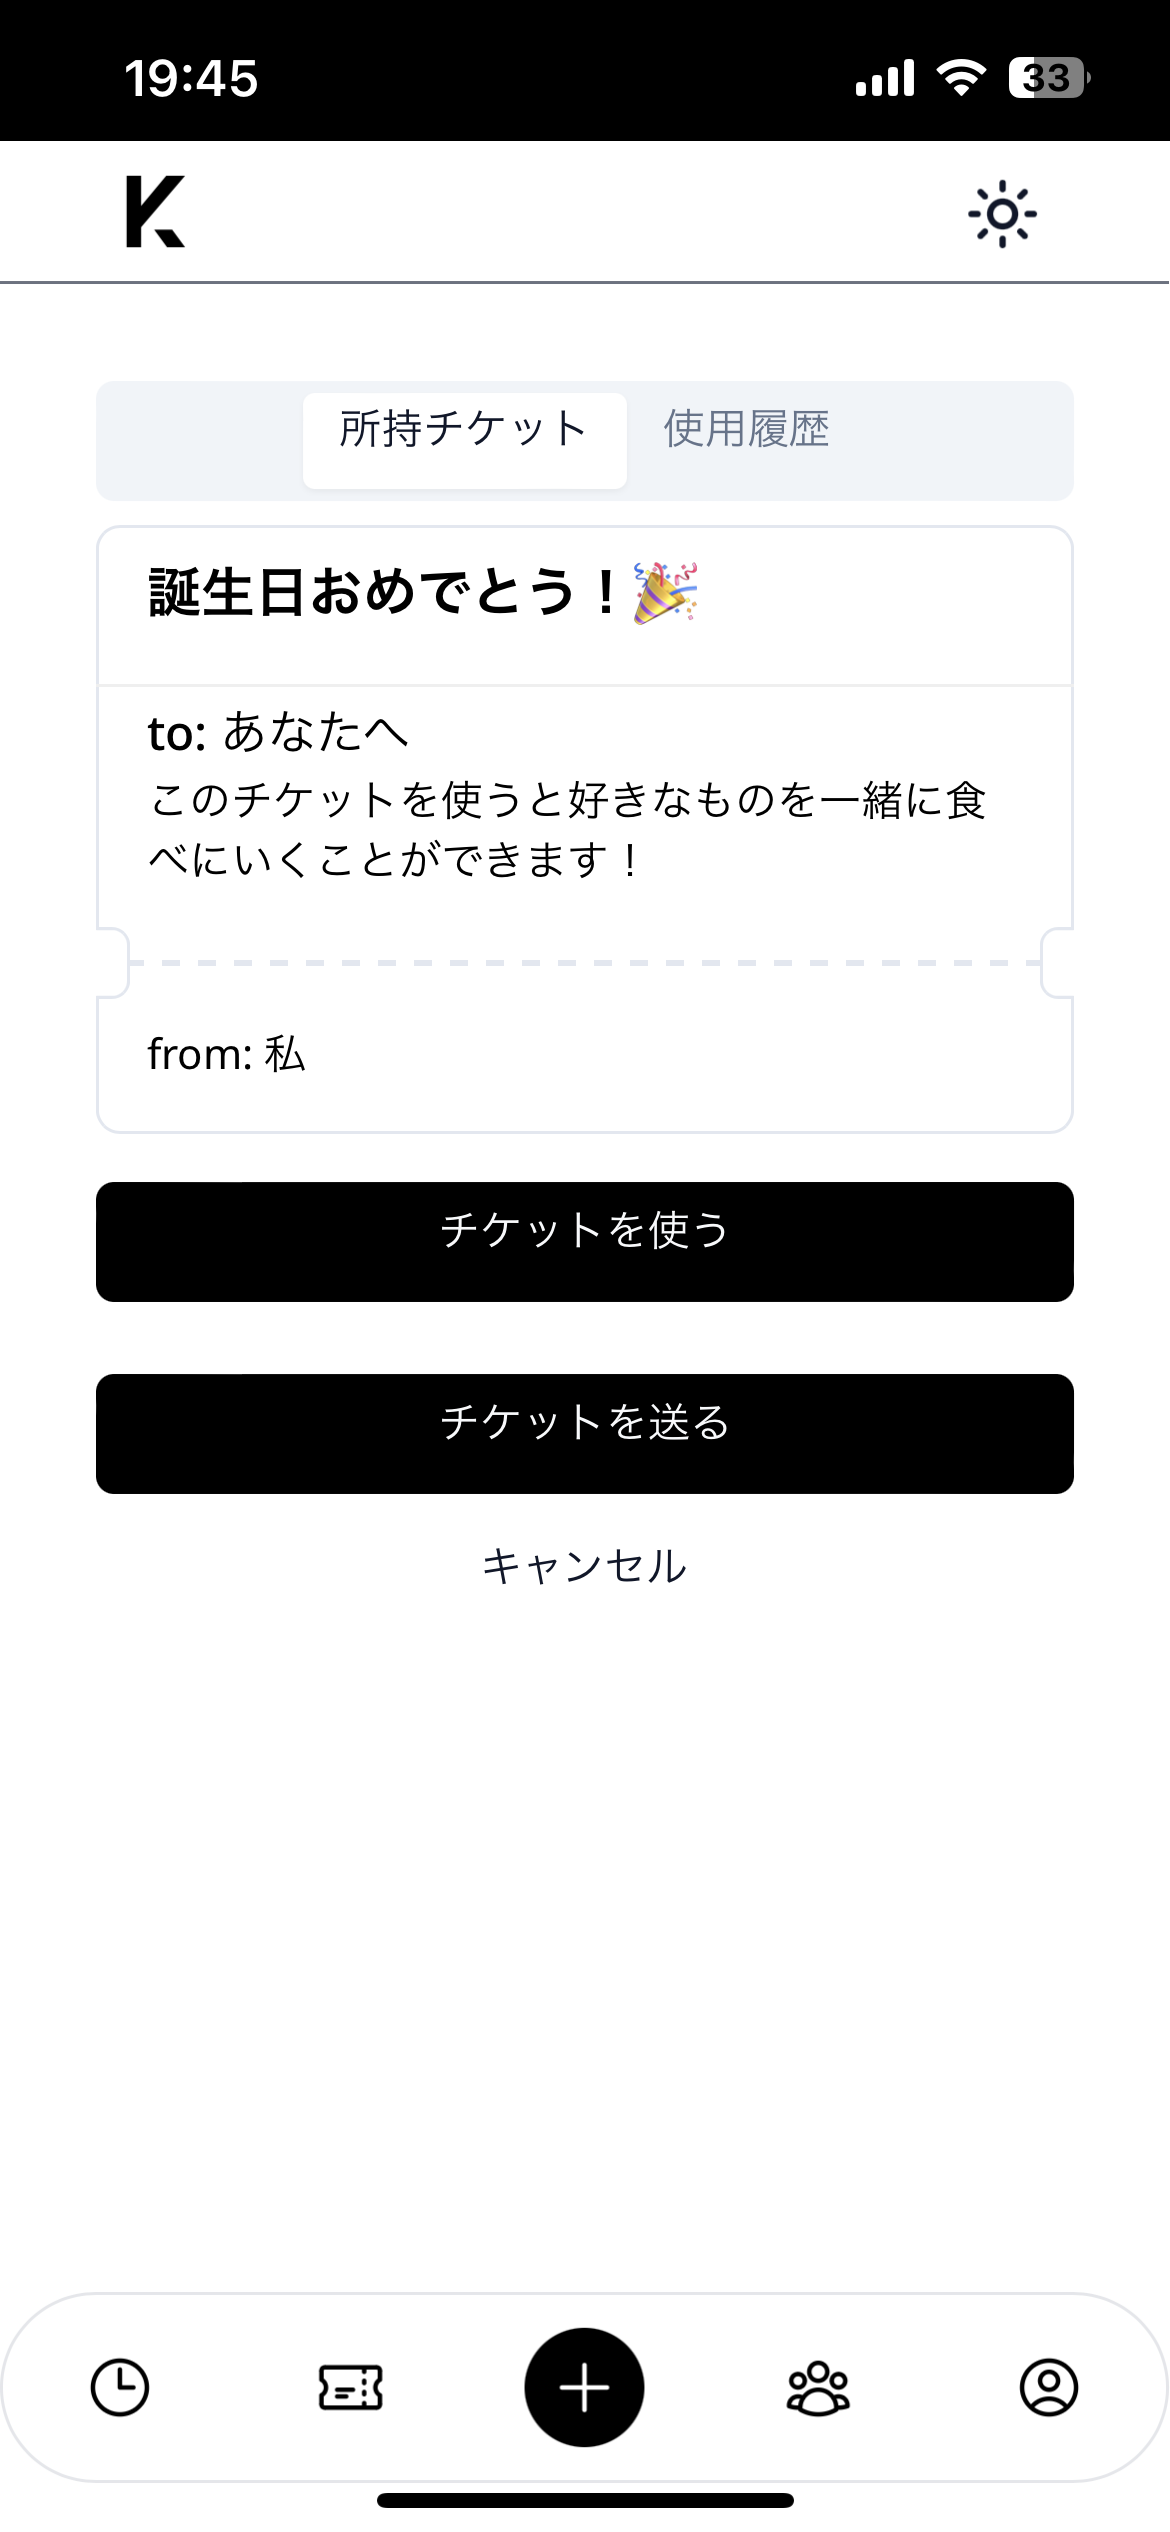 19:45
33
K
所持チケット 使用履歴
誕生日おめでとう！🎉
to: あなたへ
このチケットを使うと好きなものを一緒に食
べにいくことができます！
from: 私
チケットを使う
チケットを送る
キャンセル